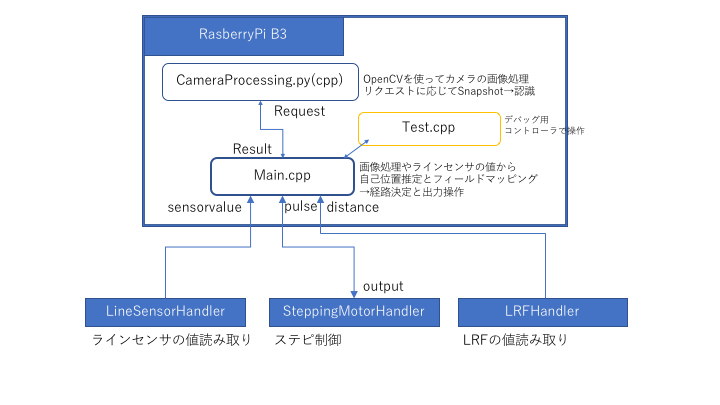 RasberryPi B3
CameraProcessing.py(cpp)
OpenCVを使ってカメラの画像処理
リクエストに応じてSnapshot→認識
Request
Test.cpp
デバッグ用
コントローラで操作
Result
Main.cpp
画像処理やラインセンサの値から
自己位置推定とフィールドマッピング
→経路決定と出力操作
sensorvalue
pulse
distance
output
LineSensorHandler
SteppingMotorHandler
LRFHandler
ラインセンサの値読み取り
ステピ制御
LRFの値読み取り